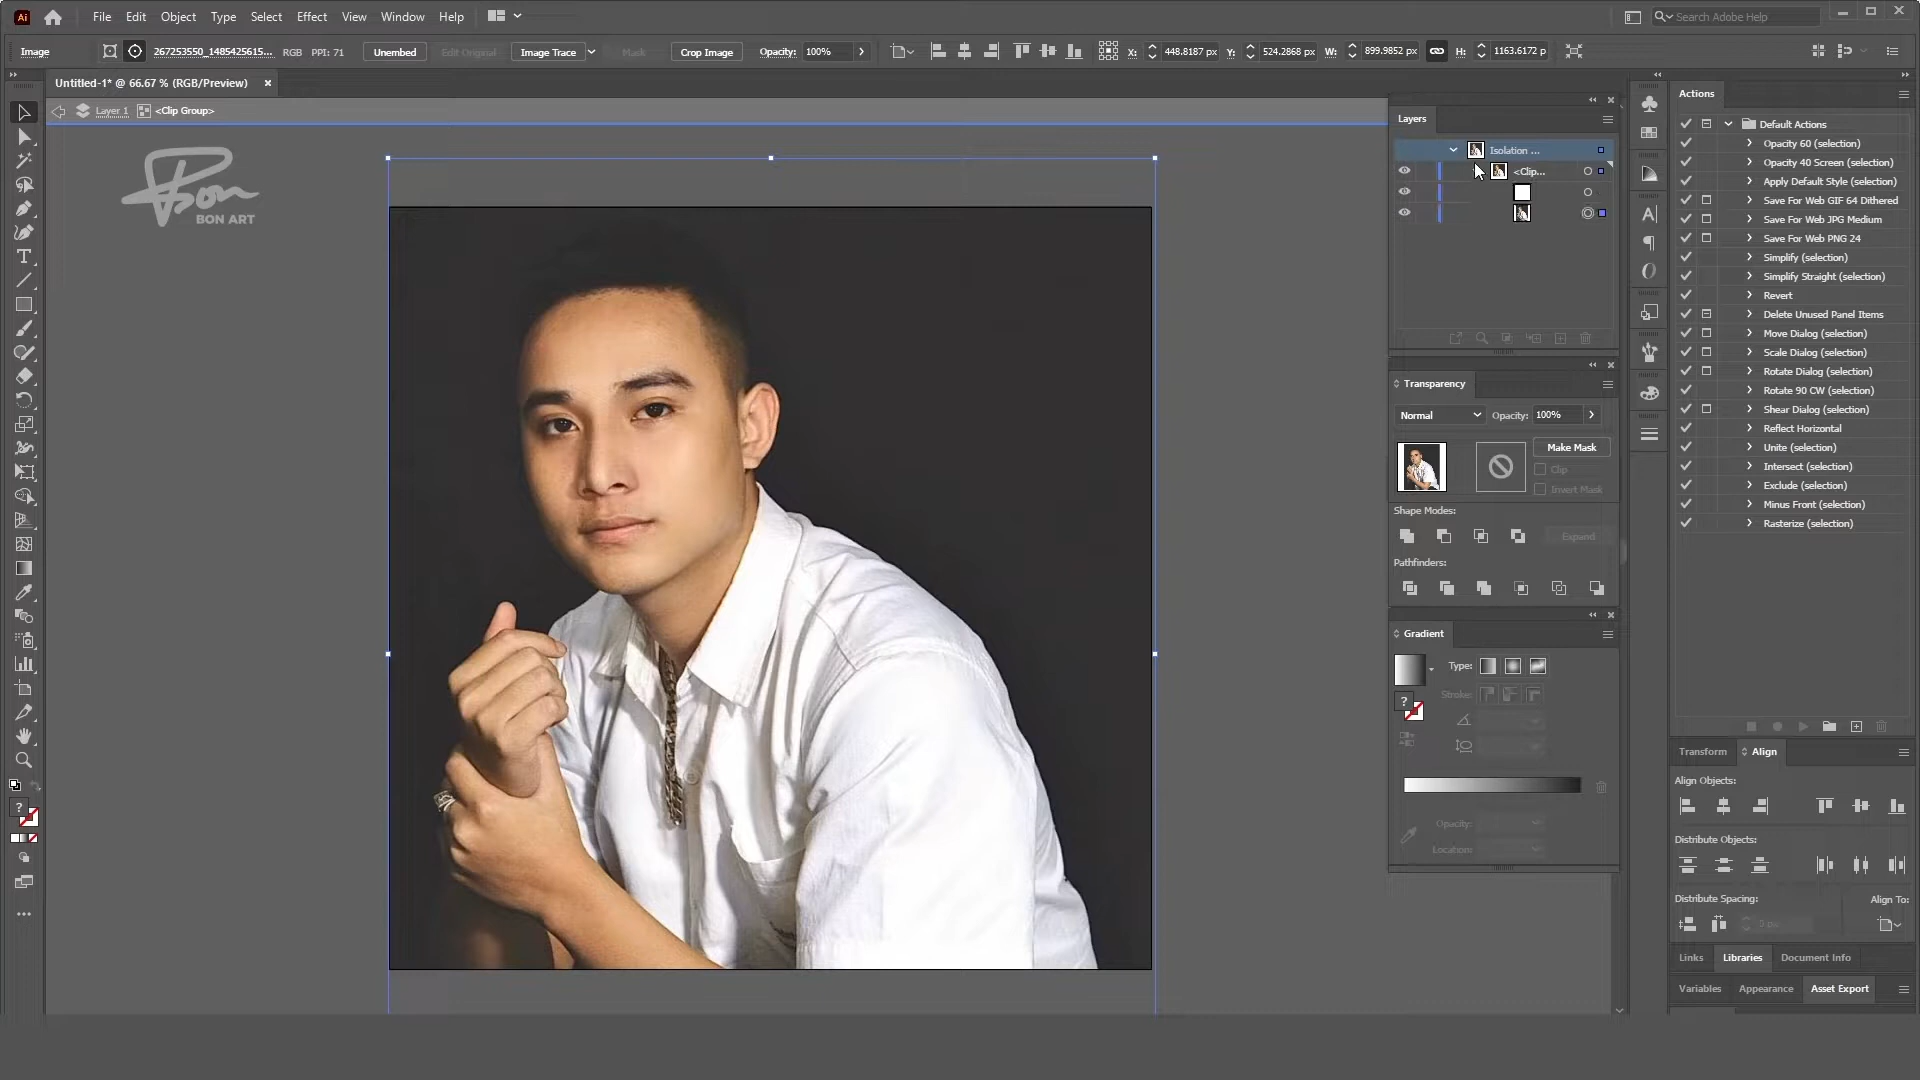 Ai
File Edit Object Type Select Effect View Window Help
Search Adobe Help
Image
267253550_1485425615...
RGB PPI: 71
Unembed
Edit Original
Image Trace
Mask
Crop Image
Opacity: 100%
X: 448.8187 px
Y: 524.2868 px
W: 899.9852 px
H: 1163.6172 p
Untitled-1* @ 66.67 % (RGB/Preview)
Layer 1 <Clip Group>
Bon
BON ART
Layers
Isolation ...
<Clip...
Transparency
Normal
Opacity: 100%
Make Mask
Clip
Invert Mask
Shape Modes:
Expand
Pathfinders:
Gradient
Type:
Stroke:
Opacity:
Location:
Actions
Default Actions
Opacity 60 (selection)
Opacity 40 Screen (selection)
Apply Default Style (selection)
Save For Web GIF 64 Dithered
Save For Web JPG Medium
Save For Web PNG 24
Simplify (selection)
Simplify Straight (selection)
Revert
Delete Unused Panel Items
Move Dialog (selection)
Scale Dialog (selection)
Rotate Dialog (selection)
Rotate 90 CW (selection)
Shear Dialog (selection)
Reflect Horizontal
Unite (selection)
Intersect (selection)
Exclude (selection)
Minus Front (selection)
Rasterize (selection)
Transform Align
Align Objects:
Distribute Objects:
Distribute Spacing:
Align To:
0 px
Links Libraries Document Info
Variables Appearance Asset Export